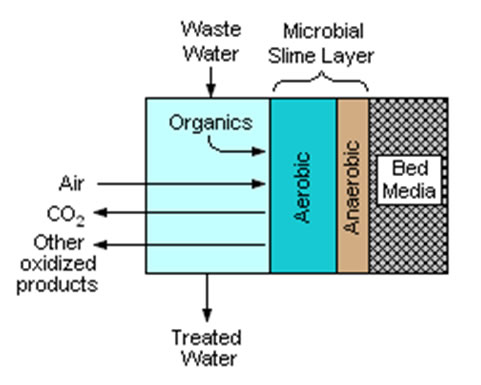 Waste
Water
Microbial
Slime Layer
Organics
Aerobic
Anaerobic
Bed
Media
Air
CO₂
Other
oxidized
products
Treated
Water